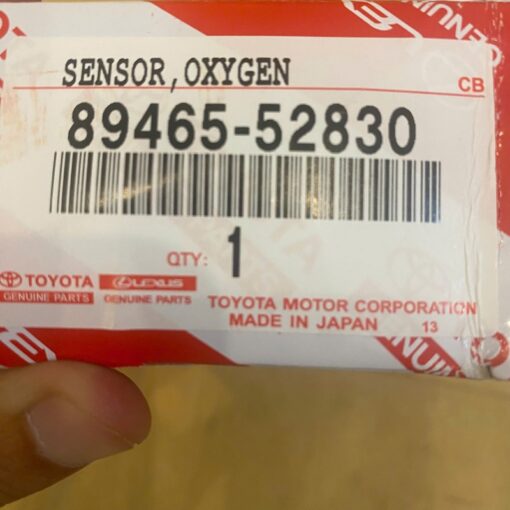 SENSOR,OXYGEN
CB
89465-52830
QTY: 1
TOYOTA
GENUINE PARTS
LEXUS
GENUINE PARTS
TOYOTA MOTOR CORPORATION
MADE IN JAPAN 13